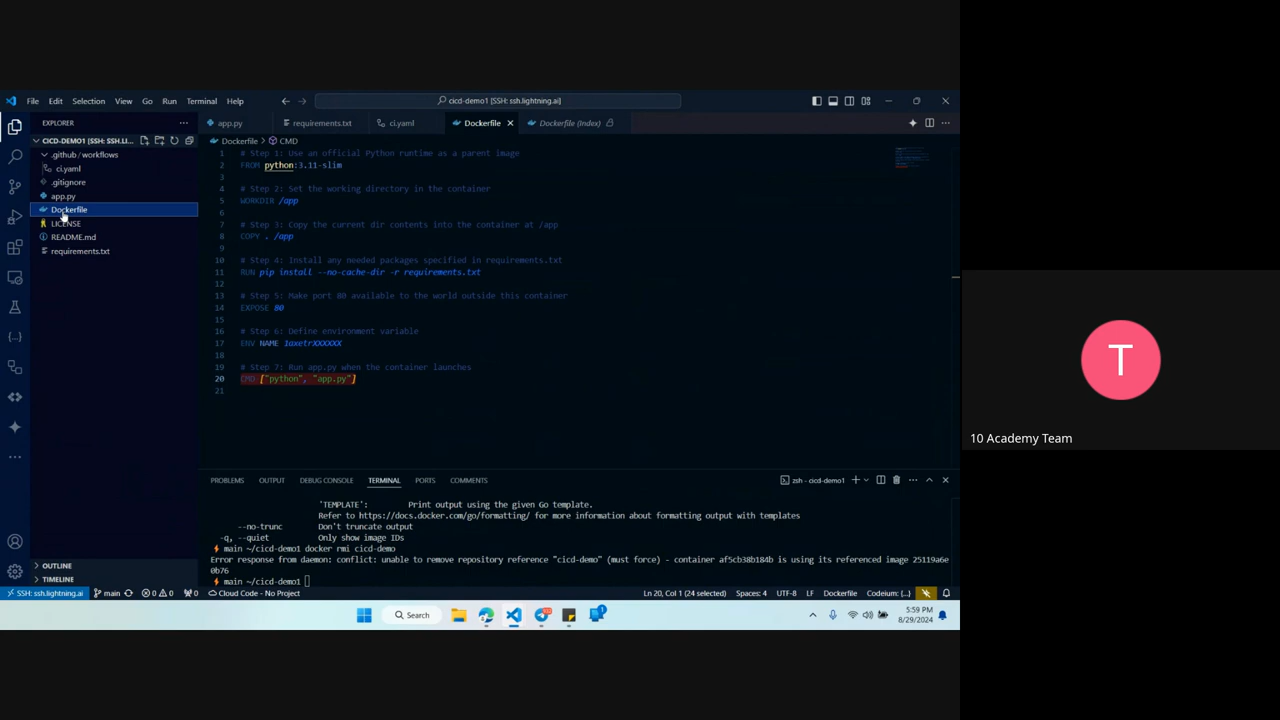 File Edit Selection View Go Run Terminal Help
cicd-demo1 [SSH: ssh.lightning.ai]
EXPLORER
CICD-DEMO1 [SSH: SSH.LI...
.github / workflows
ci.yaml
.gitignore
app.py
Dockerfile
LICENSE
README.md
requirements.txt
OUTLINE
TIMELINE
app.py requirements.txt ci.yaml Dockerfile Dockerfile (Index)
Dockerfile > CMD
1 # Step 1: Use an official Python runtime as a parent image
2 FROM python:3.11-slim
3
4 # Step 2: Set the working directory in the container
5 WORKDIR /app
6
7 # Step 3: Copy the current dir contents into the container at /app
8 COPY . /app
9
10 # Step 4: Install any needed packages specified in requirements.txt
11 RUN pip install --no-cache-dir -r requirements.txt
12
13 # Step 5: Make port 80 available to the world outside this container
14 EXPOSE 80
15
16 # Step 6: Define environment variable
17 ENV NAME 1axetrXXXXXX
18
19 # Step 7: Run app.py when the container launches
20 CMD ["python", "app.py"]
21
PROBLEMS OUTPUT DEBUG CONSOLE TERMINAL PORTS COMMENTS
zsh - cicd-demo1
'TEMPLATE': Print output using the given Go template.
Refer to https://docs.docker.com/go/formatting/ for more information about formatting output with templates
--no-trunc Don't truncate output
-q, --quiet Only show image IDs
main ~/cicd-demo1 docker rmi cicd-demo
Error response from daemon: conflict: unable to remove repository reference "cicd-demo" (must force) - container af5cb38b184b is using its referenced image 25119a6e
0b76
main ~/cicd-demo1
SSH: ssh.lightning.ai main 0 0 0 Cloud Code - No Project
Ln 20, Col 1 (24 selected) Spaces: 4 UTF-8 LF Dockerfile Codeium: {...}
Search
5:59 PM
8/29/2024
T
10 Academy Team